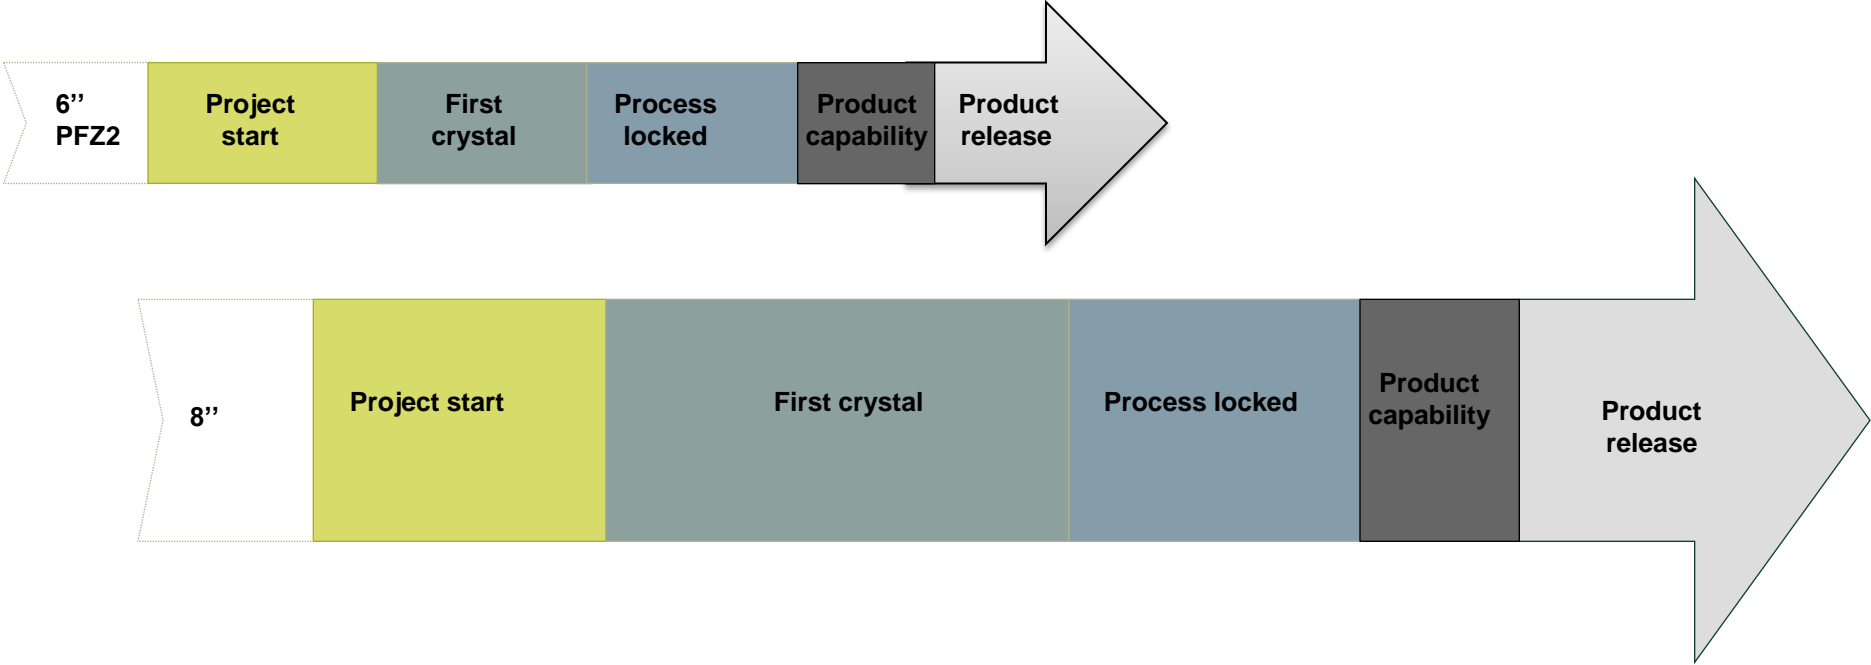 6’’
PFZ2
Project
start
First
crystal
Process
locked
Product
capability
Product
release
8’’
Project start
First crystal
Process locked
Product
capability
Product
release